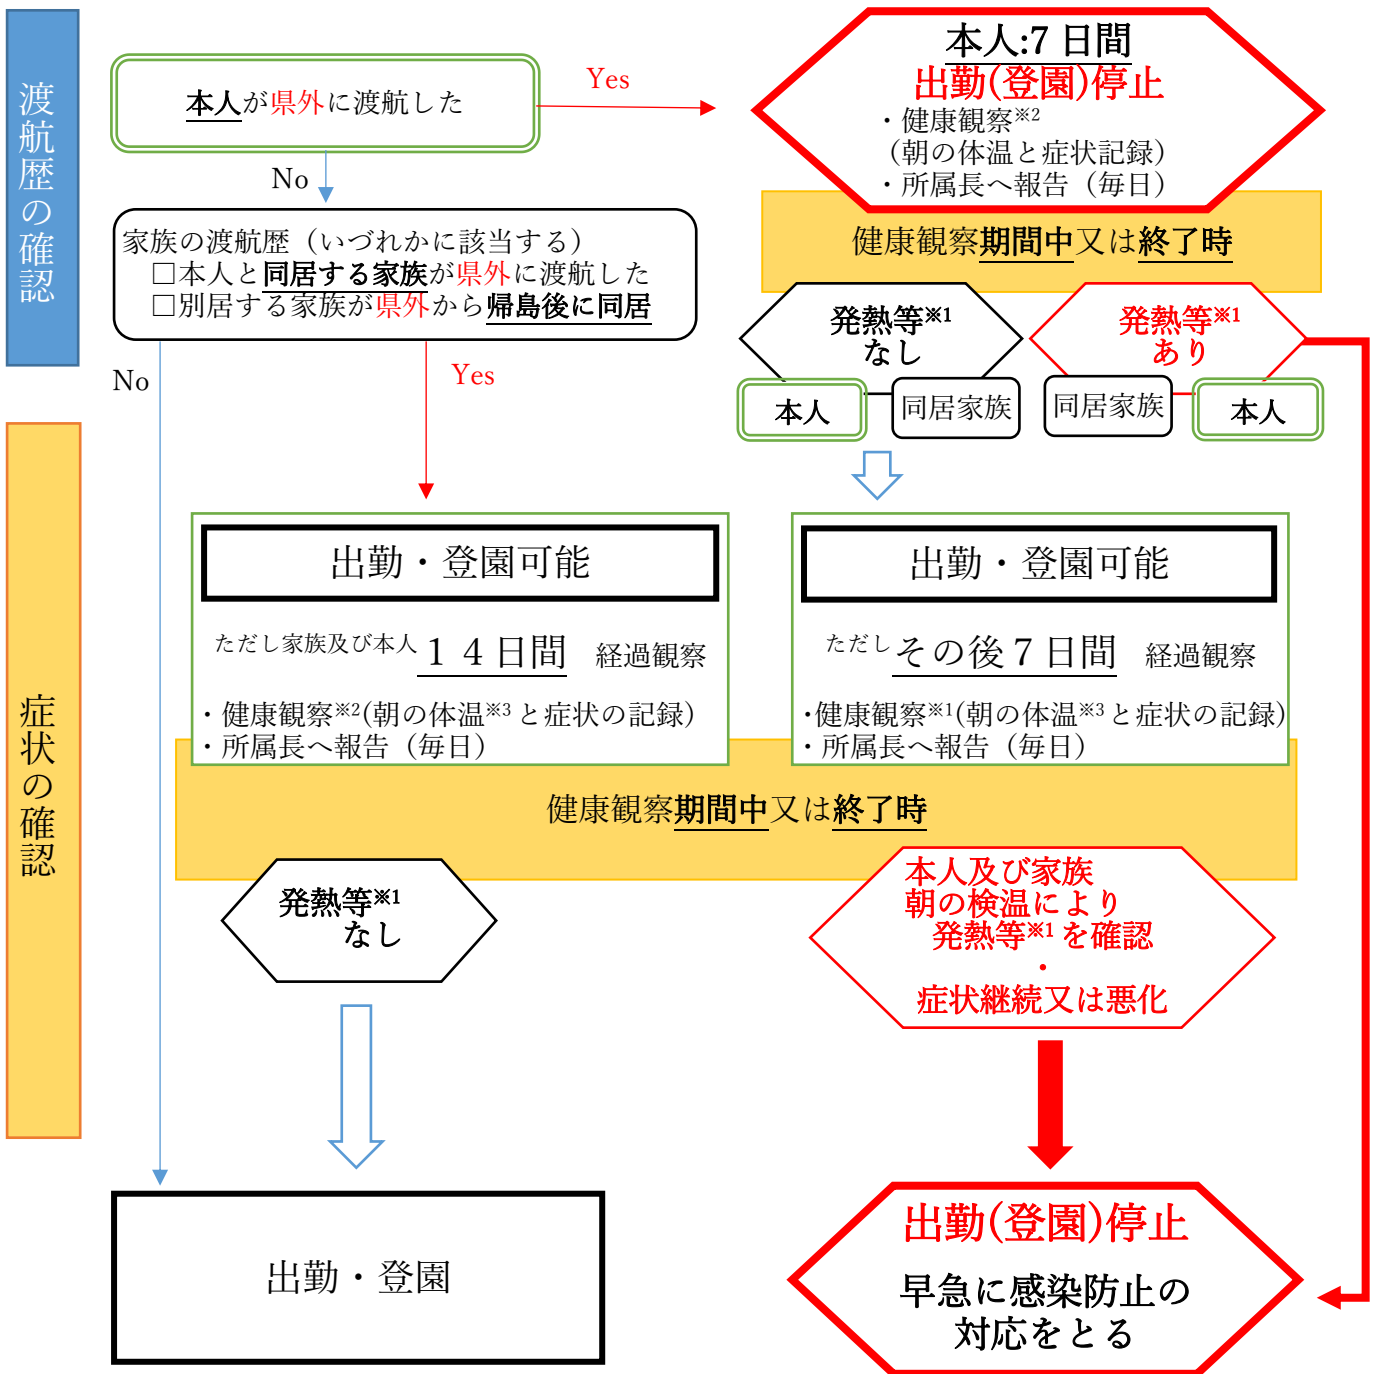 渡航歴の確認
本人が県外に渡航した
Yes
No
本人:7 日間
出勤(登園)停止
・健康観察※2
（朝の体温と症状記録）
・所属長へ報告（毎日）
健康観察期間中又は終了時
家族の渡航歴（いづれかに該当する）
□本人と同居する家族が県外に渡航した
□別居する家族が県外から帰島後に同居
No
Yes
発熱等※1
なし
本人
同居家族
発熱等※1
あり
同居家族
本人
症状の確認
出勤・登園可能
ただし家族及び本人１４日間　経過観察
・健康観察※2(朝の体温※3 と症状の記録）
・所属長へ報告（毎日）
出勤・登園可能
ただしその後７日間　経過観察
・健康観察※1(朝の体温※3 と症状の記録）
・所属長へ報告（毎日）
健康観察期間中又は終了時
発熱等※1
なし
本人及び家族
朝の検温により
発熱等※1 を確認
・
症状継続又は悪化
出勤・登園
出勤(登園)停止
早急に感染防止の
対応をとる